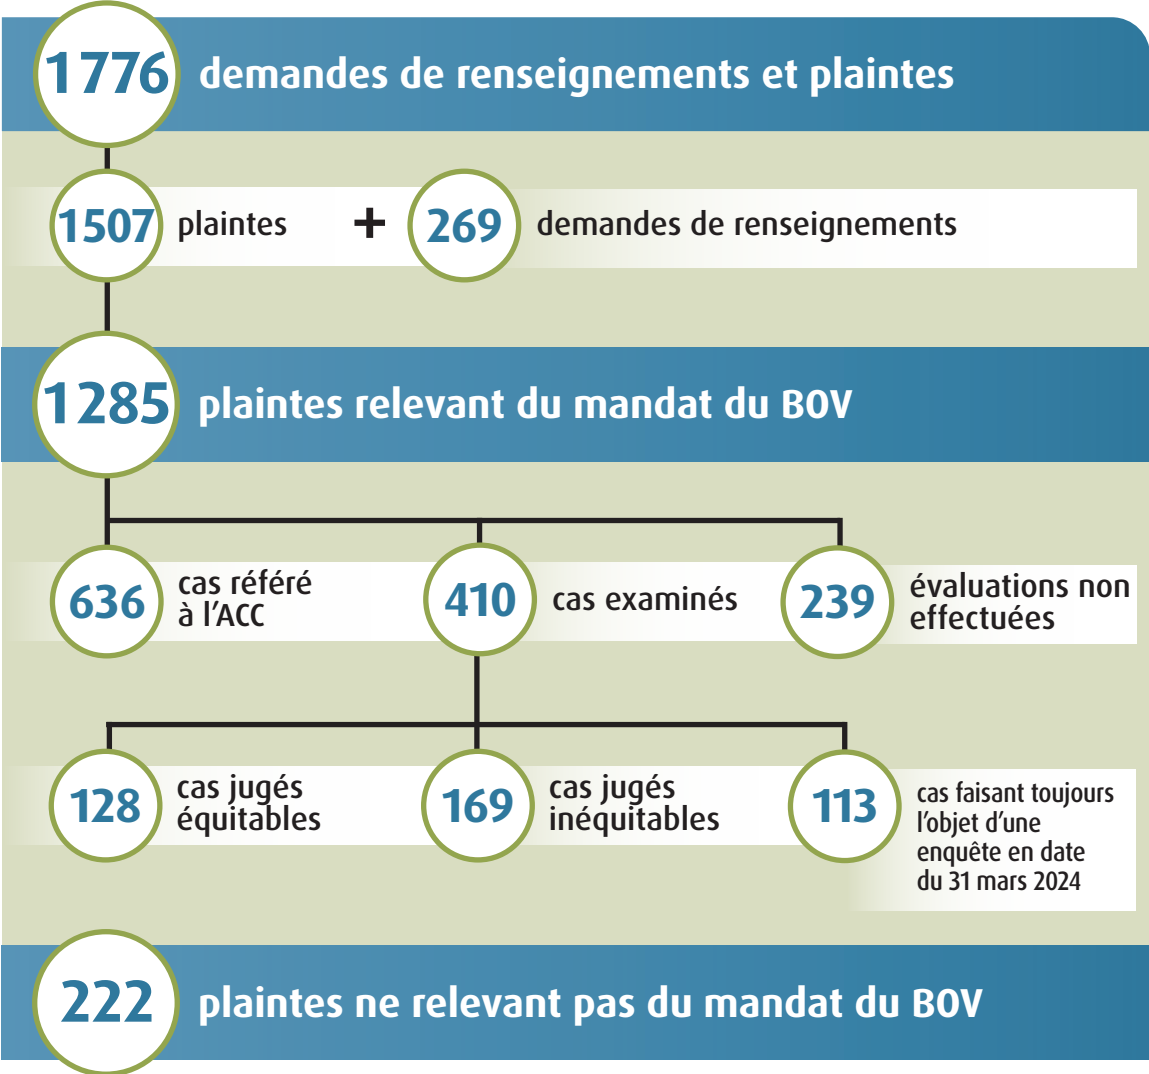 1776 demandes de renseignements et plaintes
1507 plaintes + 269 demandes de renseignements
1285 plaintes relevant du mandat du BOV
636 cas référé
à l'ACC
410 cas examinés
239 évaluations non
effectuées
128 cas jugés
équitables
169 cas jugés
inéquitables
113 cas faisant toujours
l'objet d'une
enquête en date
du 31 mars 2024
222 plaintes ne relevant pas du mandat du BOV